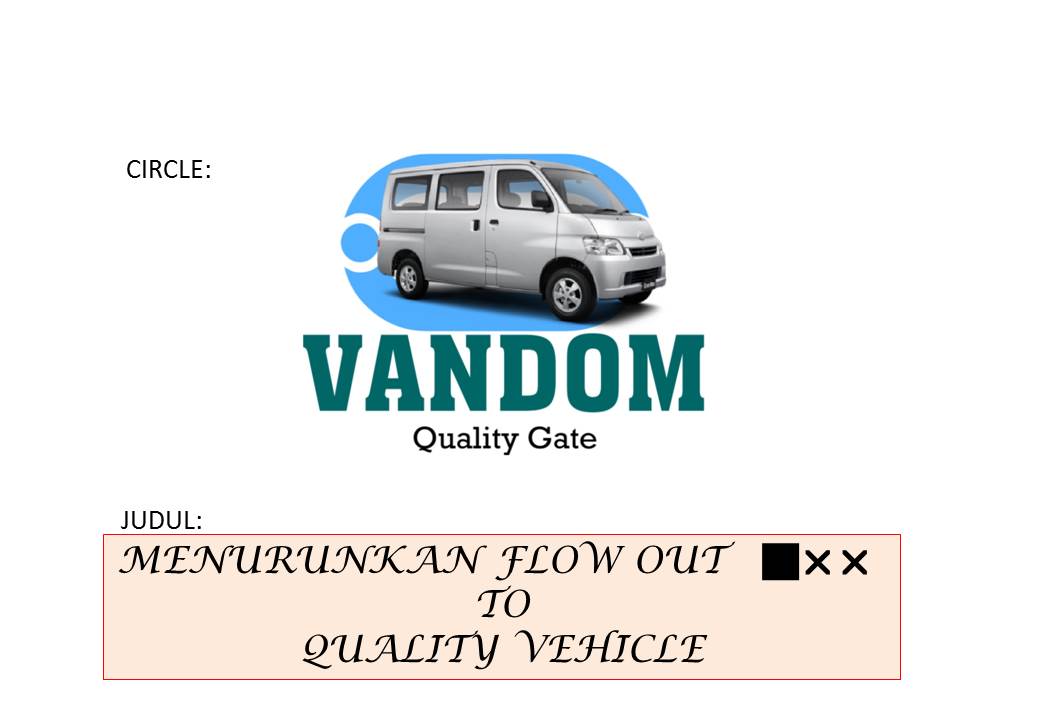 CIRCLE:
VANDOM
Quality Gate
JUDUL:
MENURUNKAN FLOW OUT ■××
TO
QUALITY VEHICLE